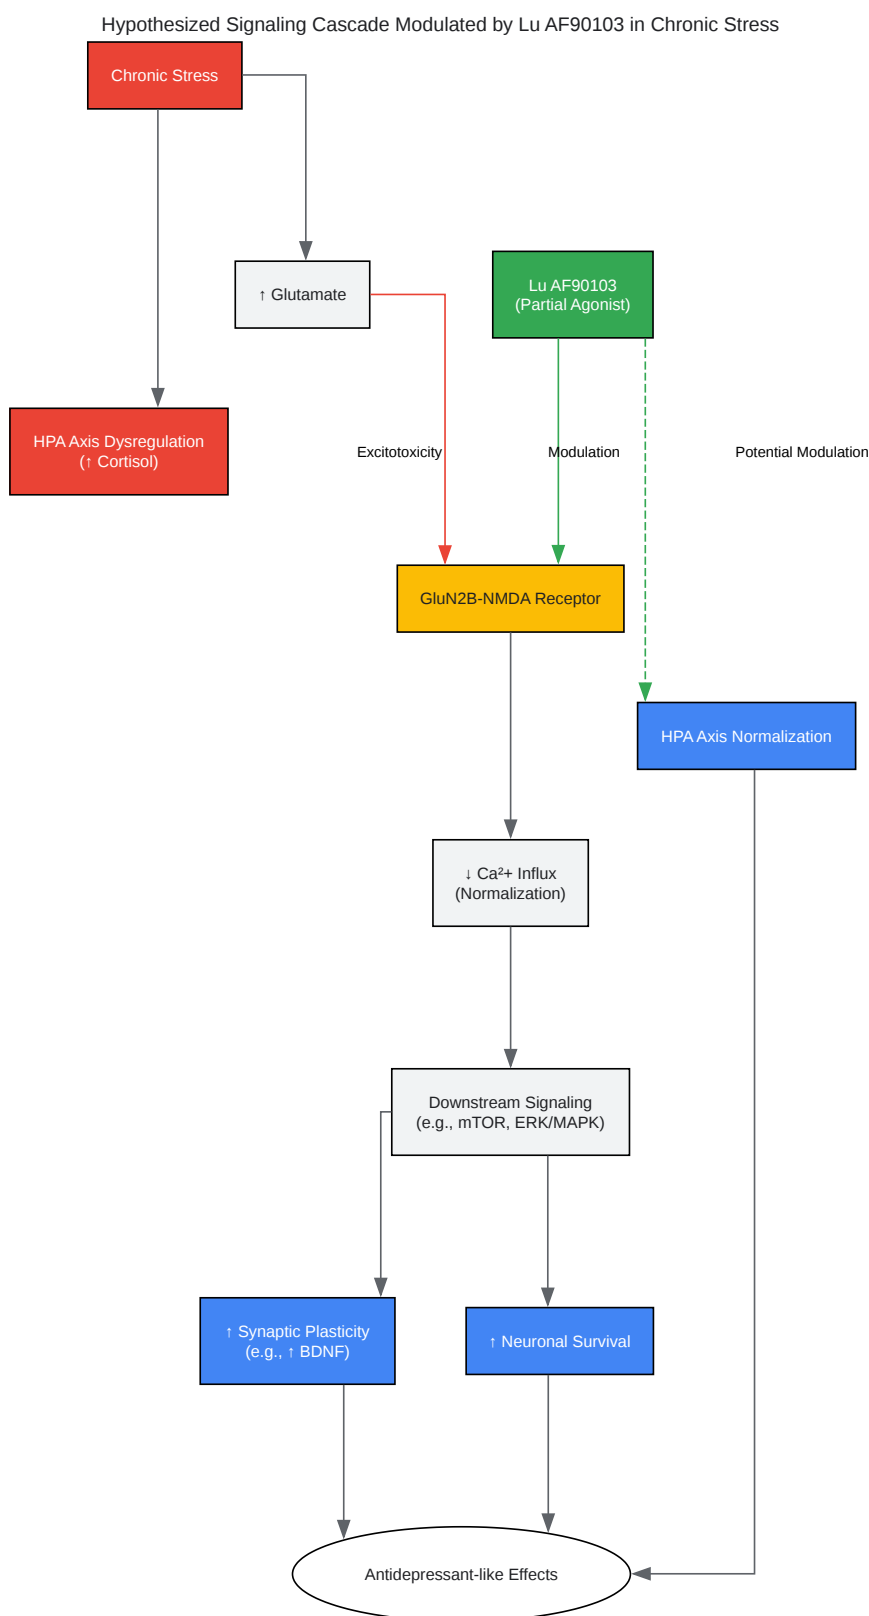 Hypothesized Signaling Cascade Modulated by Lu AF90103 in Chronic Stress
Chronic Stress
↑ Glutamate
Lu AF90103
(Partial Agonist)
HPA Axis Dysregulation
(↑ Cortisol)
Excitotoxicity
Modulation
Potential Modulation
GluN2B-NMDA Receptor
HPA Axis Normalization
↓ Ca²+ Influx
(Normalization)
Downstream Signaling
(e.g., mTOR, ERK/MAPK)
↑ Synaptic Plasticity
(e.g., ↑ BDNF)
↑ Neuronal Survival
Antidepressant-like Effects